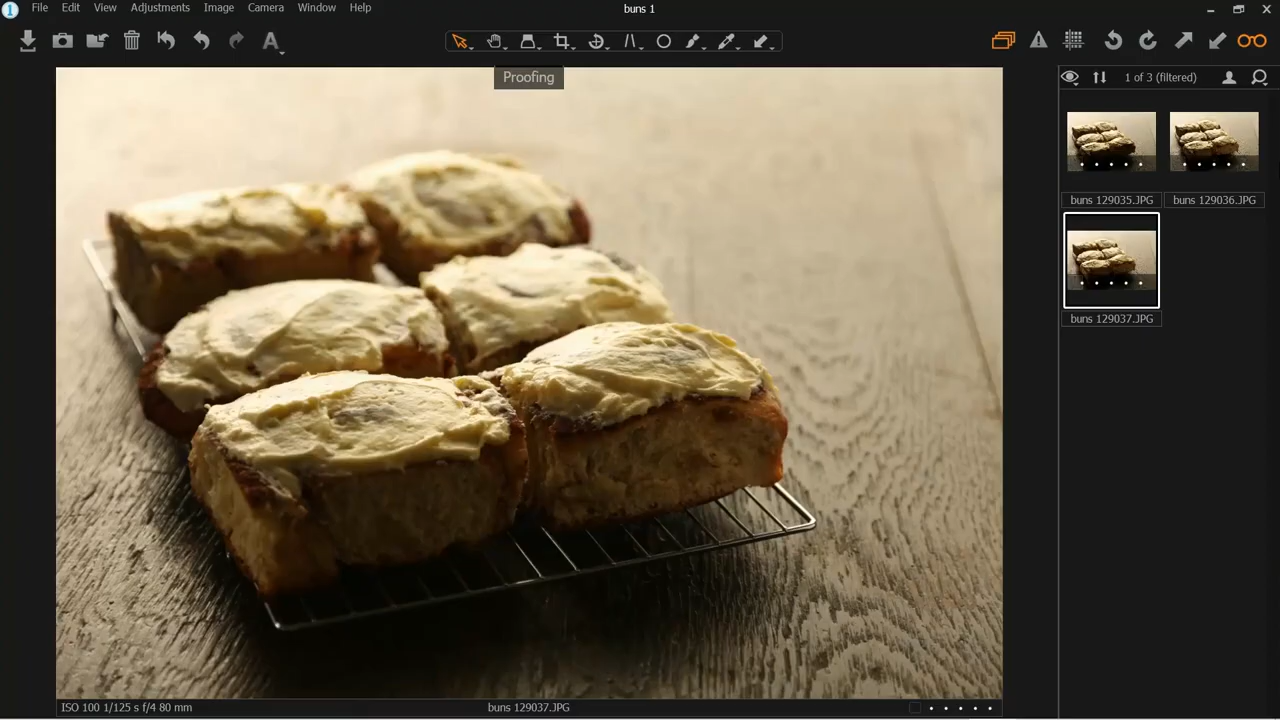 File Edit View Adjustments Image Camera Window Help
buns 1
A
Proofing
1 of 3 (filtered)
buns 129035.JPG
buns 129036.JPG
buns 129037.JPG
ISO 100 1/125 s f/4 80 mm
buns 129037.JPG